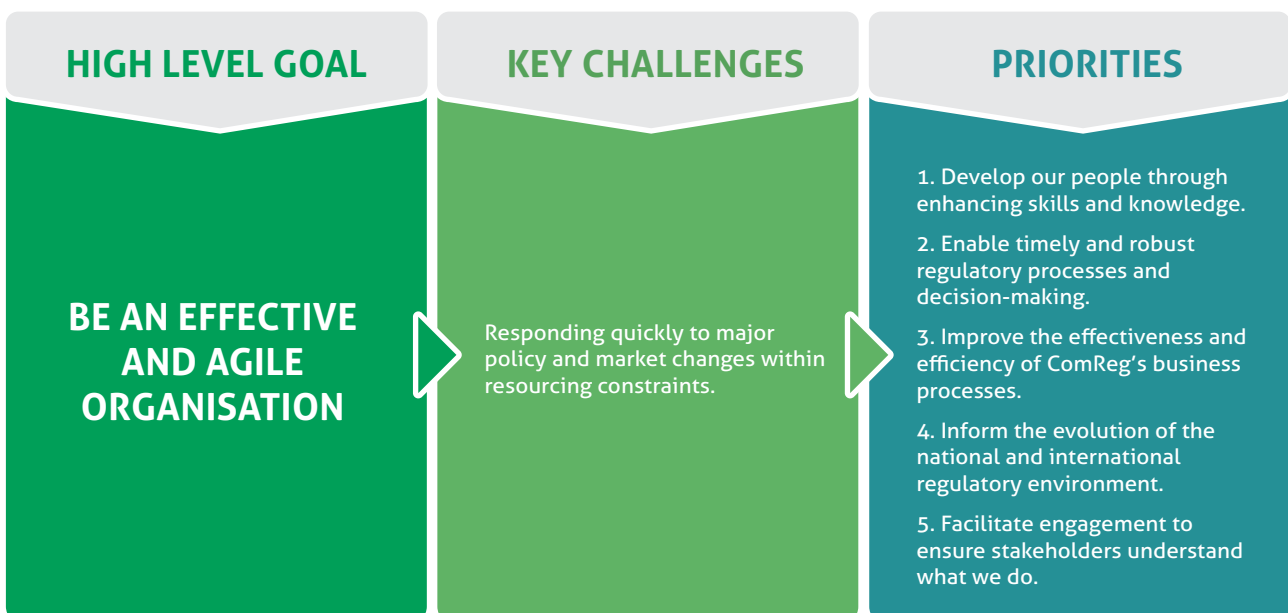 HIGH LEVEL GOAL
BE AN EFFECTIVE
AND AGILE
ORGANISATION
KEY CHALLENGES
Responding quickly to major
policy and market changes within
resourcing constraints.
PRIORITIES
1. Develop our people through
enhancing skills and knowledge.
2. Enable timely and robust
regulatory processes and
decision-making.
3. Improve the effectiveness and
efficiency of ComReg’s business
processes.
4. Inform the evolution of the
national and international
regulatory environment.
5. Facilitate engagement to
ensure stakeholders understand
what we do.